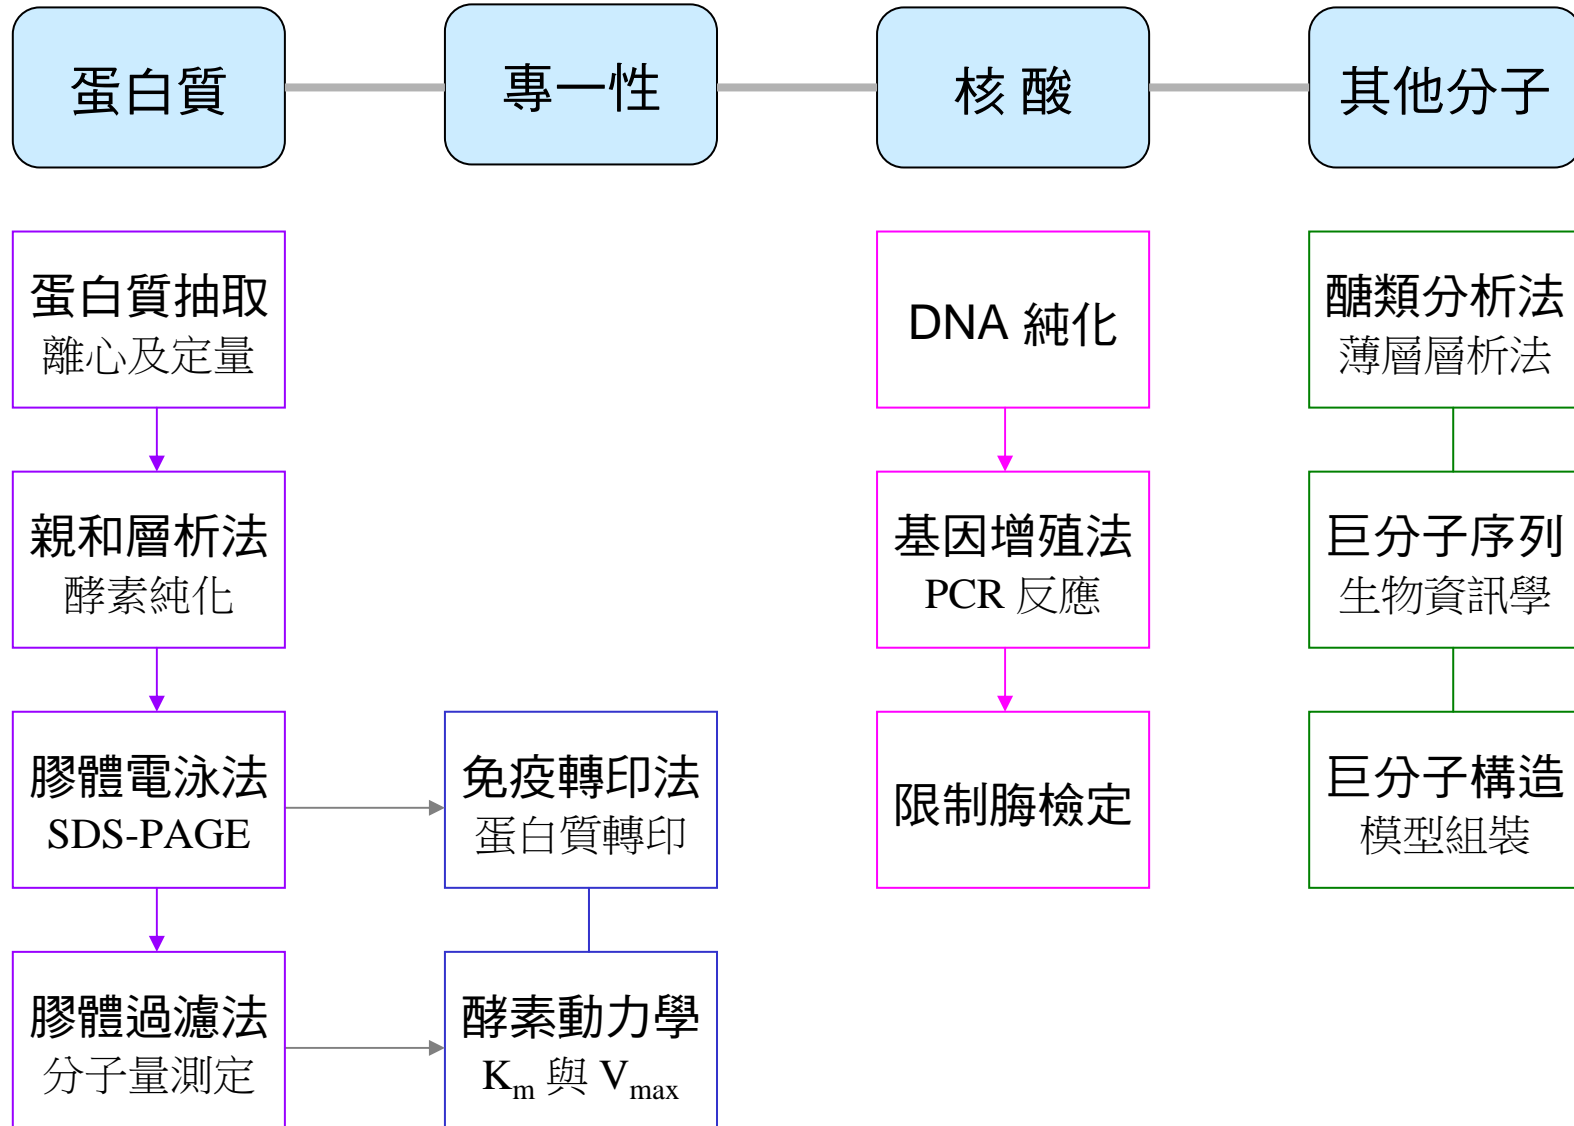 蛋白質
專一性
核 酸
其他分子
蛋白質抽取
離心及定量
DNA 純化
醣類分析法
薄層層析法
親和層析法
酵素純化
基因增殖法
PCR 反應
巨分子序列
生物資訊學
膠體電泳法
SDS-PAGE
免疫轉印法
蛋白質轉印
限制脢檢定
巨分子構造
模型組裝
膠體過濾法
分子量測定
酵素動力學
Km 與 Vmax